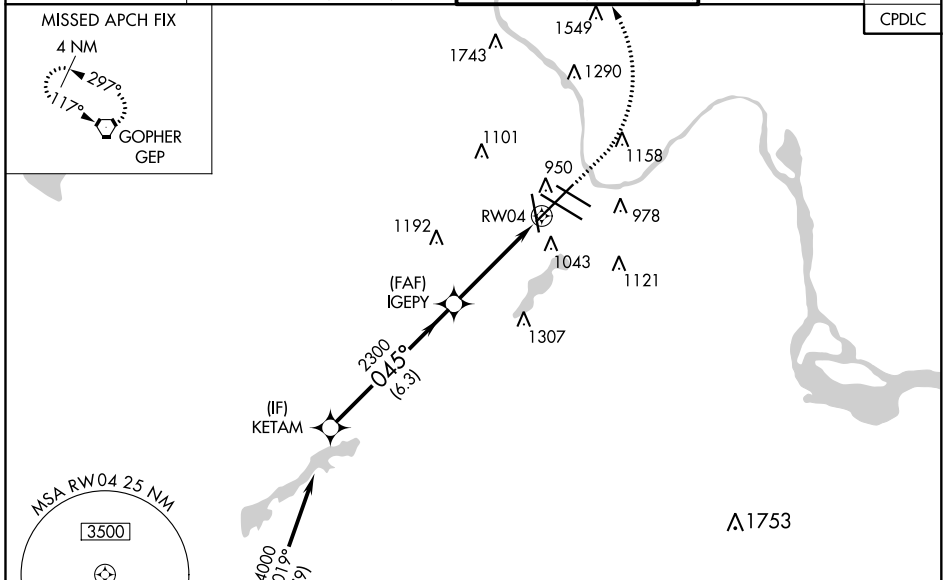 MISSED APCH FIX
4 NM
297°
117°
GOPHER
GEP
CPDLC
1549
1743
1290
1101
1158
950
RW04
978
1192
1043
1121
(FAF)
IGEPY
1307
2300
045°
(6.3)
(IF)
KETAM
MSA RW04 25 NM
3500
4000
019°
9)
1753